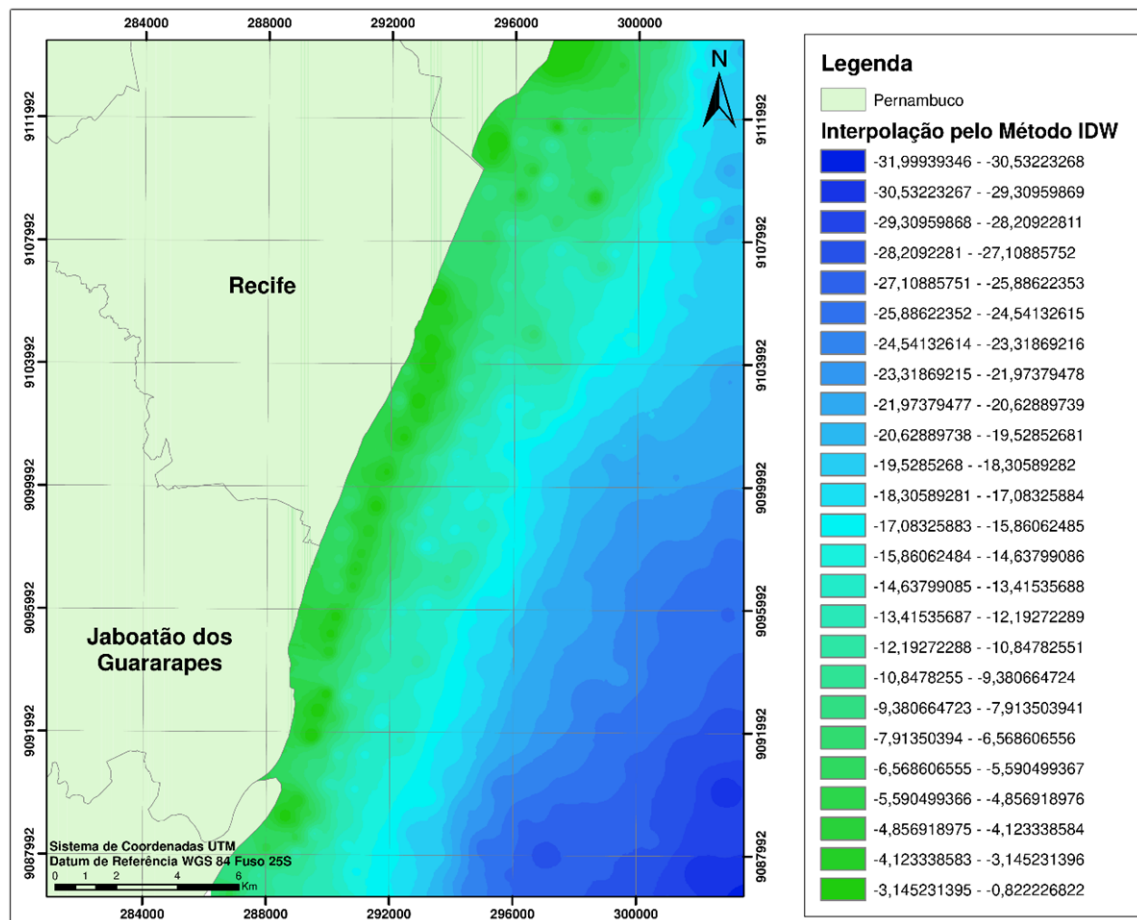 284000 288000 292000 296000 300000
N
9111992 9111992
9107992 9107992
Recife
9103992 9103992
9099992 9099992
9095992 9095992
Jaboatão dos
Guararapes
9091992 9091992
9087992 9087992
Sistema de Coordenadas UTM
Datum de Referência WGS 84 Fuso 25S
0 1 2 4 6
Km
284000 288000 292000 296000 300000
Legenda
Pernambuco
Interpolação pelo Método IDW
-31,99939346 - -30,53223268
-30,53223267 - -29,30959869
-29,30959868 - -28,20922811
-28,2092281 - -27,10885752
-27,10885751 - -25,88622353
-25,88622352 - -24,54132615
-24,54132614 - -23,31869216
-23,31869215 - -21,97379478
-21,97379477 - -20,62889739
-20,62889738 - -19,52852681
-19,5285268 - -18,30589282
-18,30589281 - -17,08325884
-17,08325883 - -15,86062485
-15,86062484 - -14,63799086
-14,63799085 - -13,41535688
-13,41535687 - -12,19272289
-12,19272288 - -10,84782551
-10,8478255 - -9,380664724
-9,380664723 - -7,913503941
-7,91350394 - -6,568606556
-6,568606555 - -5,590499367
-5,590499366 - -4,856918976
-4,856918975 - -4,123338584
-4,123338583 - -3,145231396
-3,145231395 - -0,822226822